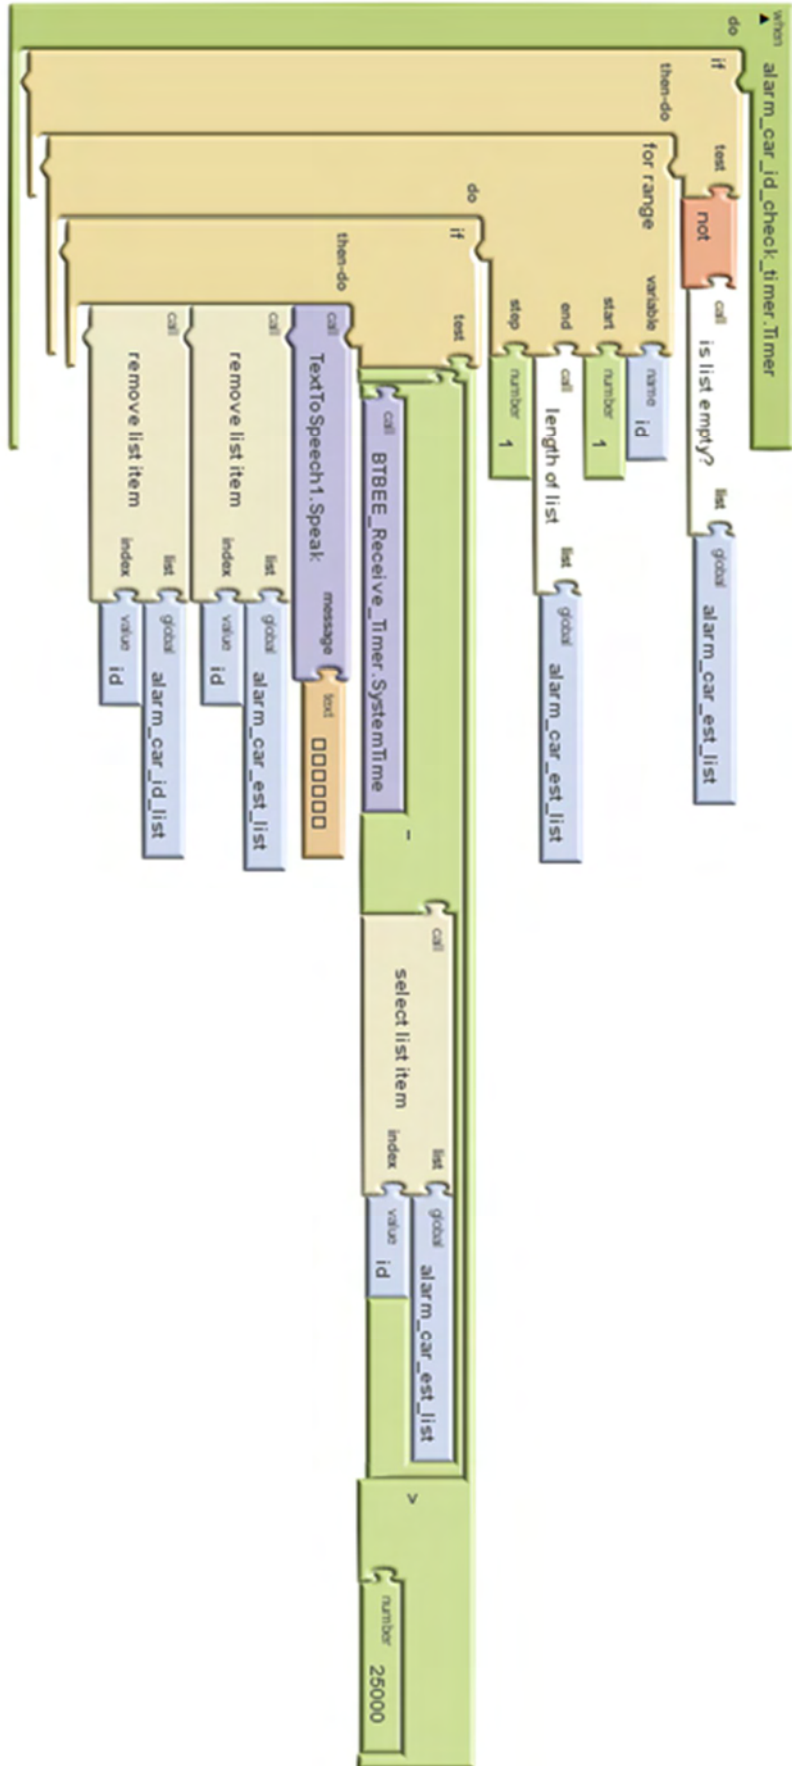 when alarm_car_id_check_timer.Timer
do
if test not call is list empty? list global alarm_car_est_list
then-do
for range variable name id
start number 1
end call length of list list global alarm_car_est_list
step number 1
do
if test call BTBEE_Receive_Timer.SystemTime - call select list item list global alarm_car_est_list index value id > number 25000
then-do
call TextToSpeech1.Speak message text □□□□□□
call remove list item list global alarm_car_est_list
index value id
call remove list item list global alarm_car_id_list
index value id